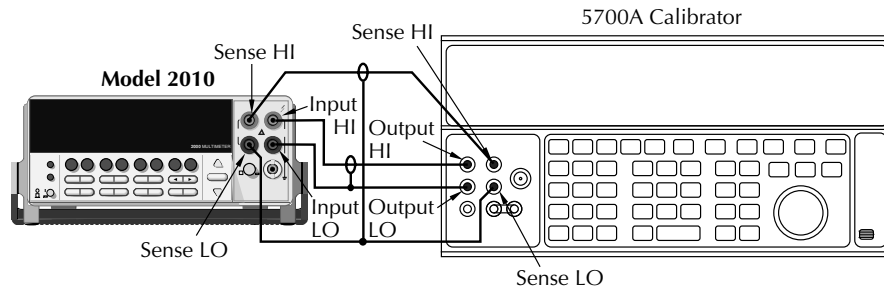 5700A Calibrator
Sense HI
Sense HI
Model 2010
Input
HI
Output
HI
2000 MULTIMETER
Input
LO
Output
LO
Sense LO
Sense LO